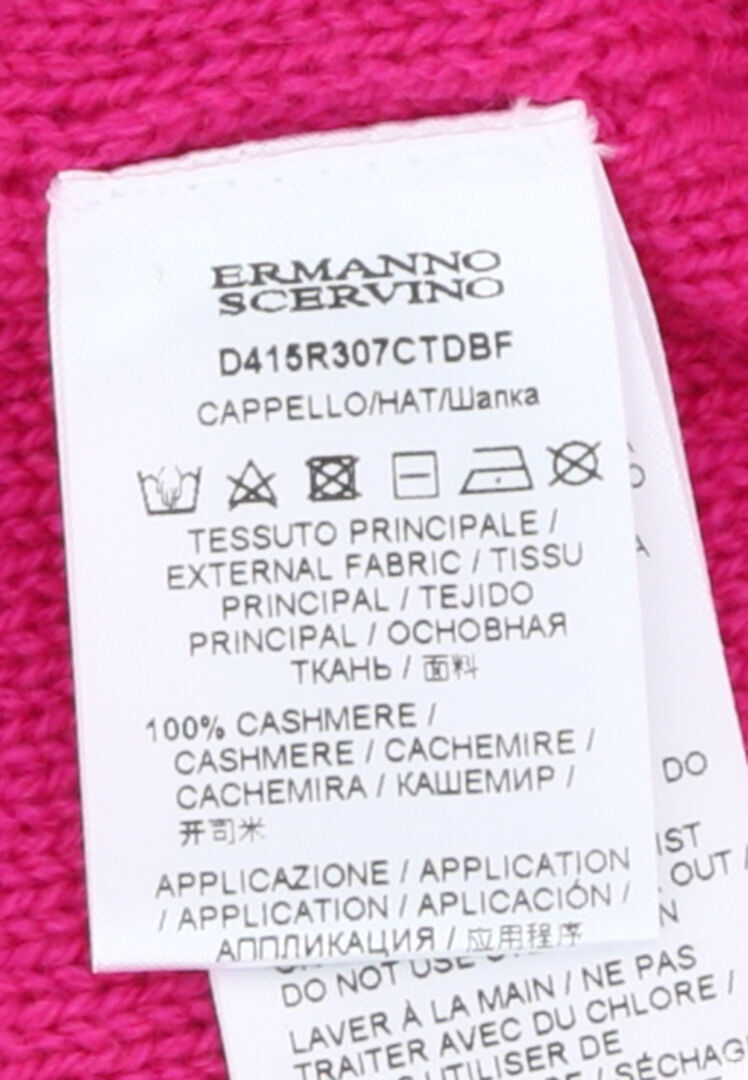 ERMANNO
SCERVINO
D415R307CTDBF
CAPPELLO/HAT/Шапка
TESSUTO PRINCIPALE /
EXTERNAL FABRIC / TISSU
PRINCIPAL / TEJIDO
PRINCIPAL / ОСНОВНАЯ
ТКАНЬ / 面料
100% CASHMERE /
CASHMERE / CACHEMIRE /
CACHEMIRA / КАШЕМИР /
开司米
APPLICAZIONE / APPLICATION
/ APPLICATION / APLICACIÓN /
АППЛИКАЦИЯ / 应用程序
DO
OUT /
DO NOT USE
LAVER À LA MAIN / NE PAS
TRAITER AVEC DU CHLORE /
UTILISER DE